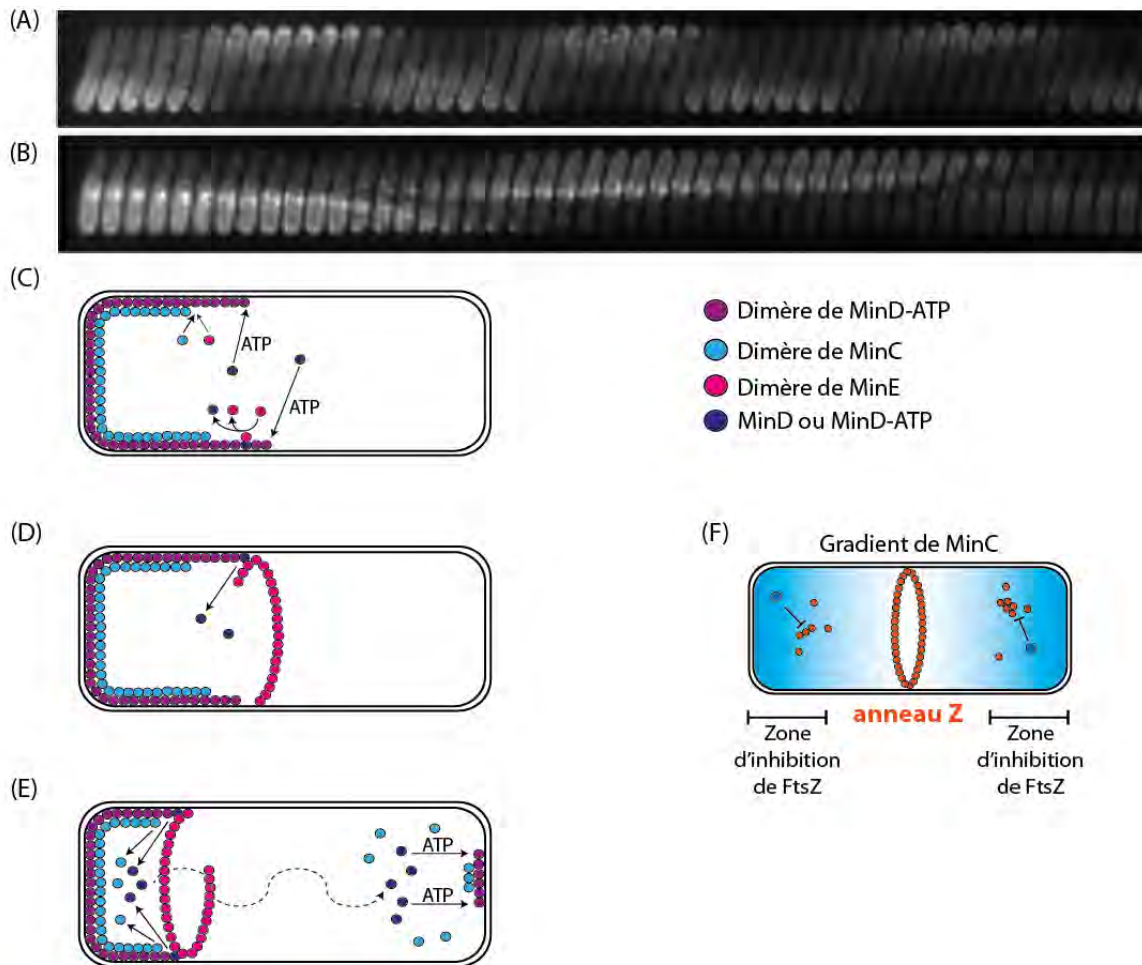 (A)
(B)
(C)
ATP
ATP
Dimère de MinD-ATP
Dimère de MinC
Dimère de MinE
MinD ou MinD-ATP
(D)
(F)
Gradient de MinC
anneau Z
Zone
d'inhibition
de FtsZ
Zone
d'inhibition
de FtsZ
(E)
ATP
ATP